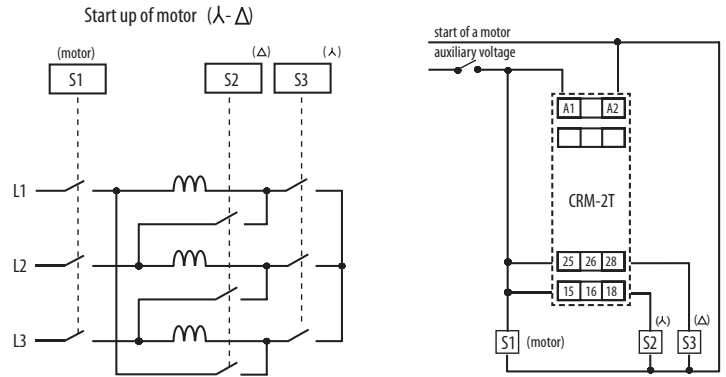 Start up of motor (⅄-Δ)
(motor) (Δ) (⅄)
S1 S2 S3
L1
L2
L3
start of a motor
auxiliary voltage
A1 A2
CRM-2T
25 26 28
15 16 18
(⅄) (Δ)
S1 (motor) S2 S3